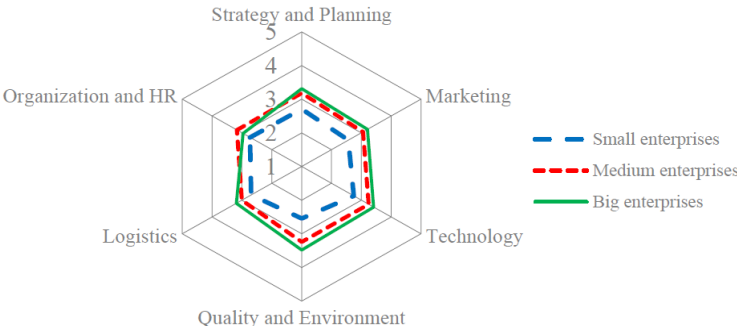 Strategy and Planning
5
4
3
2
1
Organization and HR
Marketing
Logistics
Technology
Quality and Environment
Small enterprises
Medium enterprises
Big enterprises